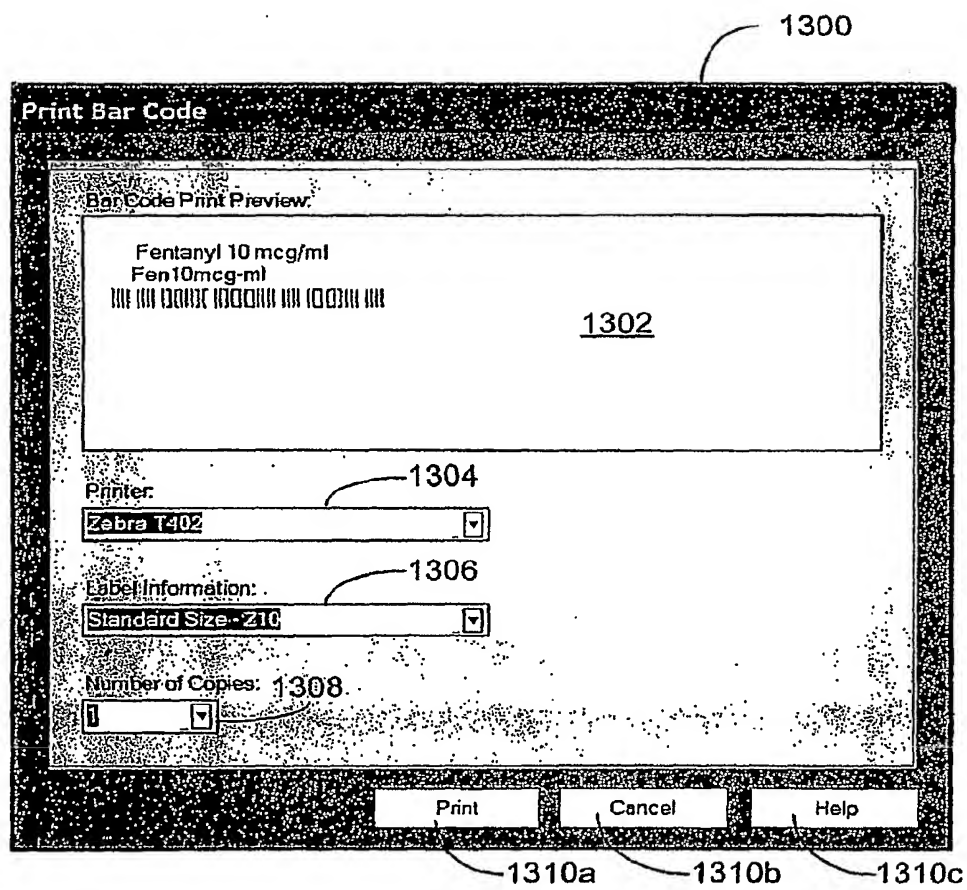 1300
Print Bar Code
Bar Code Print Preview:
Fentanyl 10 mcg/ml
Fen10mcg-ml
1302
1304
Printer:
Zebra T402
1306
Label Information:
Standard Size - Z10
Number of Copies: 1308
1
Print Cancel Help
1310a 1310b 1310c